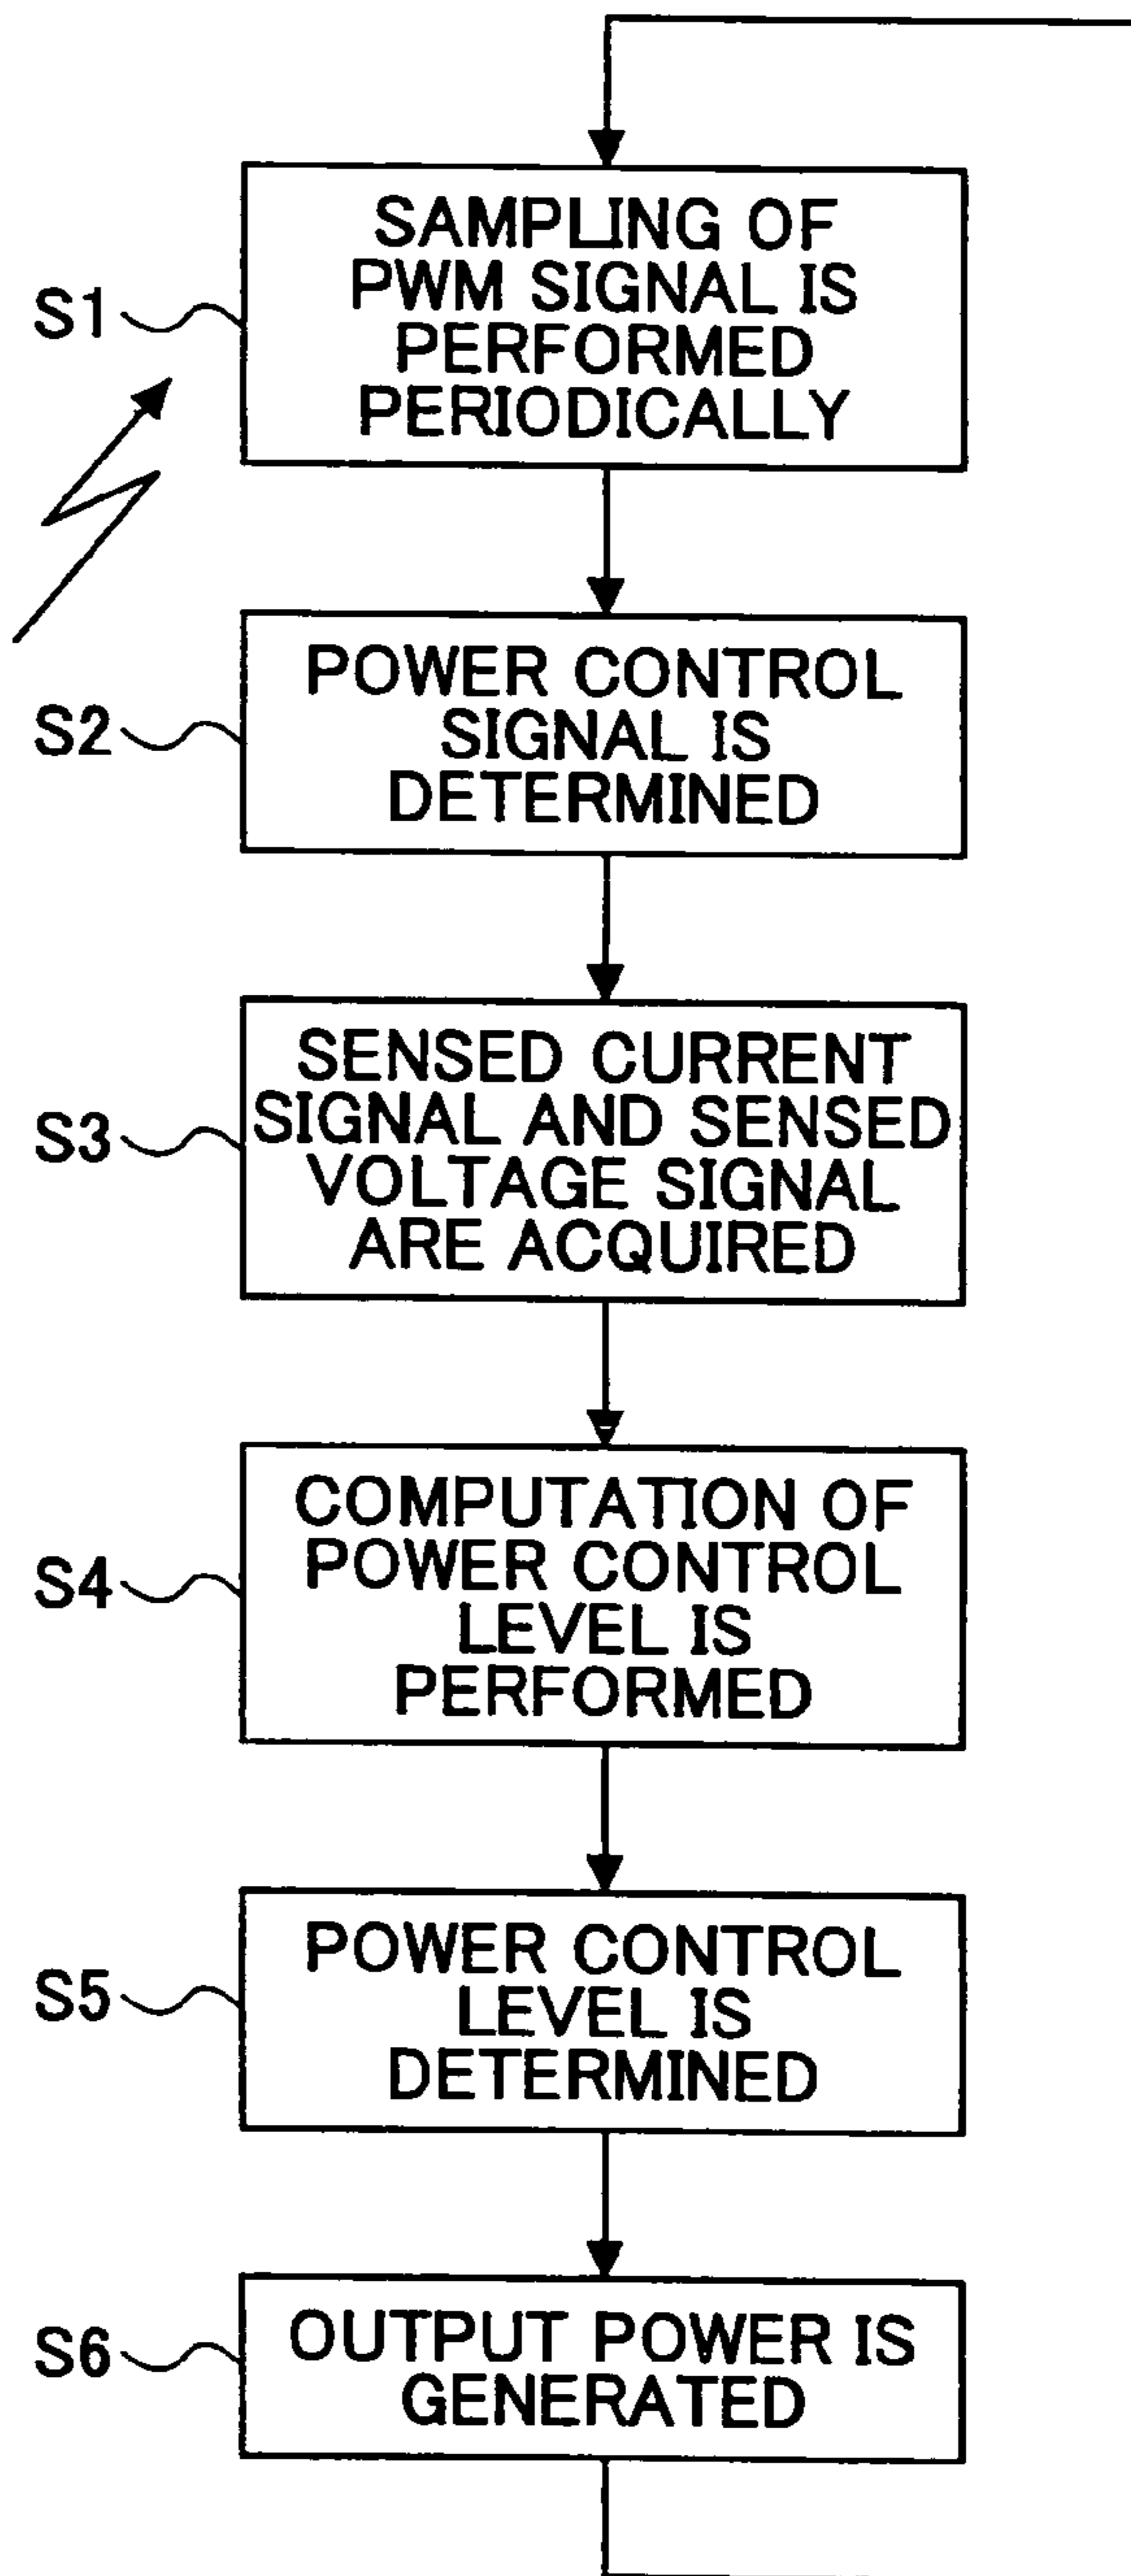 S1
SAMPLING OF
PWM SIGNAL IS
PERFORMED
PERIODICALLY
S2
POWER CONTROL
SIGNAL IS
DETERMINED
S3
SENSED CURRENT
SIGNAL AND SENSED
VOLTAGE SIGNAL
ARE ACQUIRED
S4
COMPUTATION OF
POWER CONTROL
LEVEL IS
PERFORMED
S5
POWER CONTROL
LEVEL IS
DETERMINED
S6
OUTPUT POWER IS
GENERATED